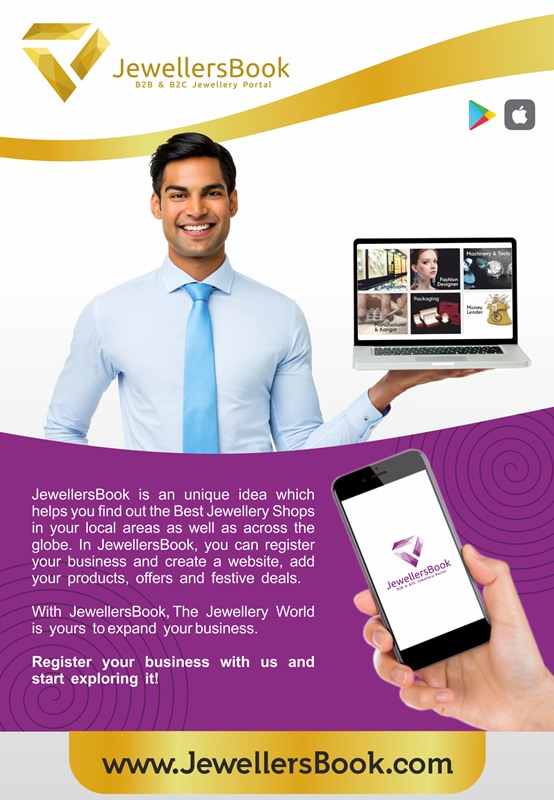 JewellersBook
B2B & B2C Jewellery Portal
Showroom
Fashion
Designer
Machinery & Tools
Manufacturer
& Karigar
Packaging
Money
Lender
JewellersBook is an unique idea which
helps you find out the Best Jewellery Shops
in your local areas as well as across the
globe. In JewellersBook, you can register
your business and create a website, add
your products, offers and festive deals.
With JewellersBook, The Jewellery World
is yours to expand your business.
Register your business with us and
start exploring it!
JewellersBook
B2B & B2C Jewellery Portal
www.JewellersBook.com